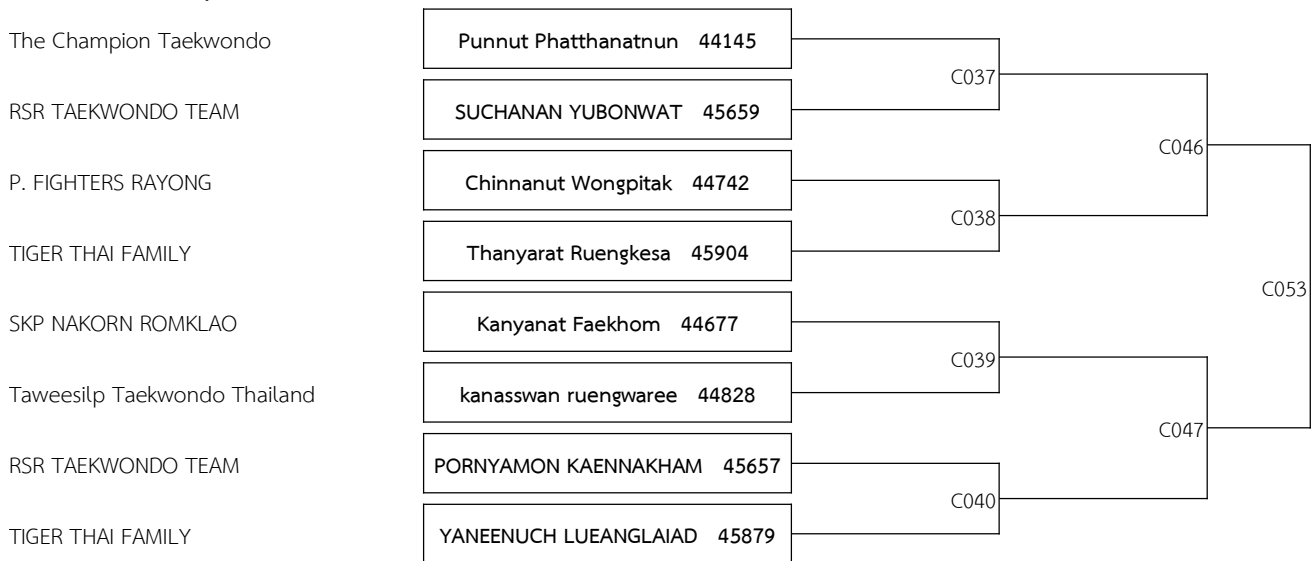 The Champion Taekwondo Punnut Phatthanatnun 44145
C037
RSR TAEKWONDO TEAM SUCHANAN YUBONWAT 45659
C046
P. FIGHTERS RAYONG Chinnanut Wongpitak 44742
C038
TIGER THAI FAMILY Thanyarat Ruengkesa 45904
C053
SKP NAKORN ROMKLAO Kanyanat Faekhom 44677
C039
Taweesilp Taekwondo Thailand kanasswan ruengwaree 44828
C047
RSR TAEKWONDO TEAM PORNYAMON KAENNAKHAM 45657
C040
TIGER THAI FAMILY YANEENUCH LUEANGLAIAD 45879